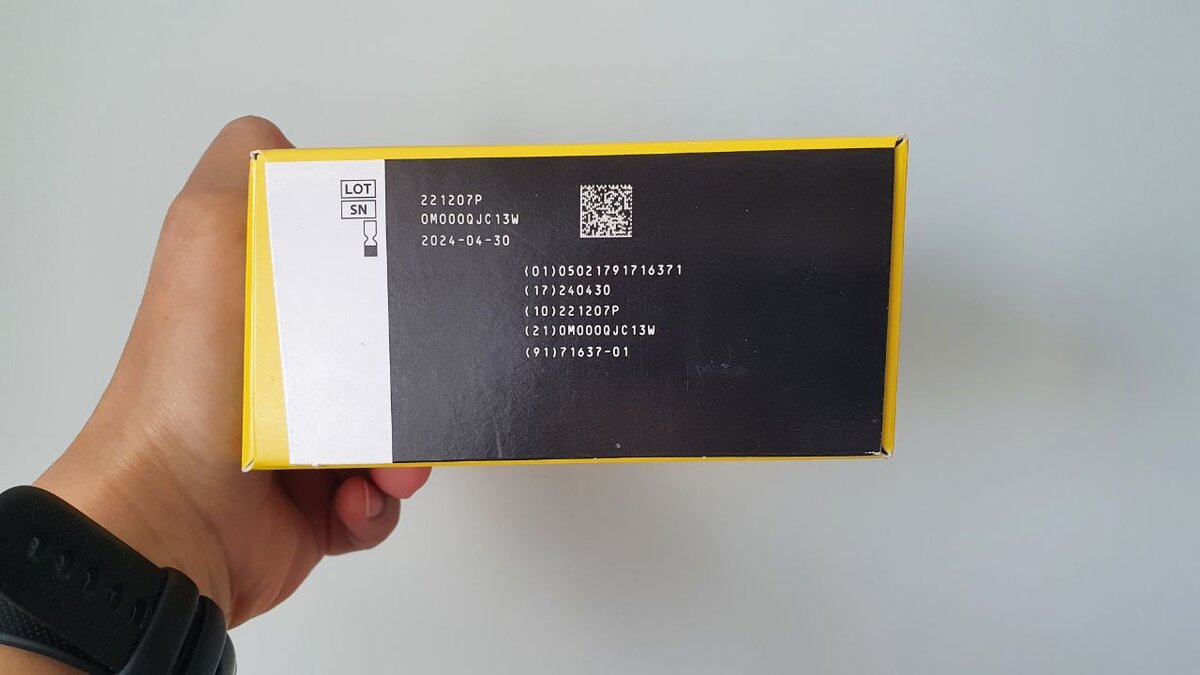 LOT
SN
221207P
0M000QJC13W
2024-04-30
(01)05021791716371
(17)240430
(10)221207P
(21)0M000QJC13W
(91)71637-01